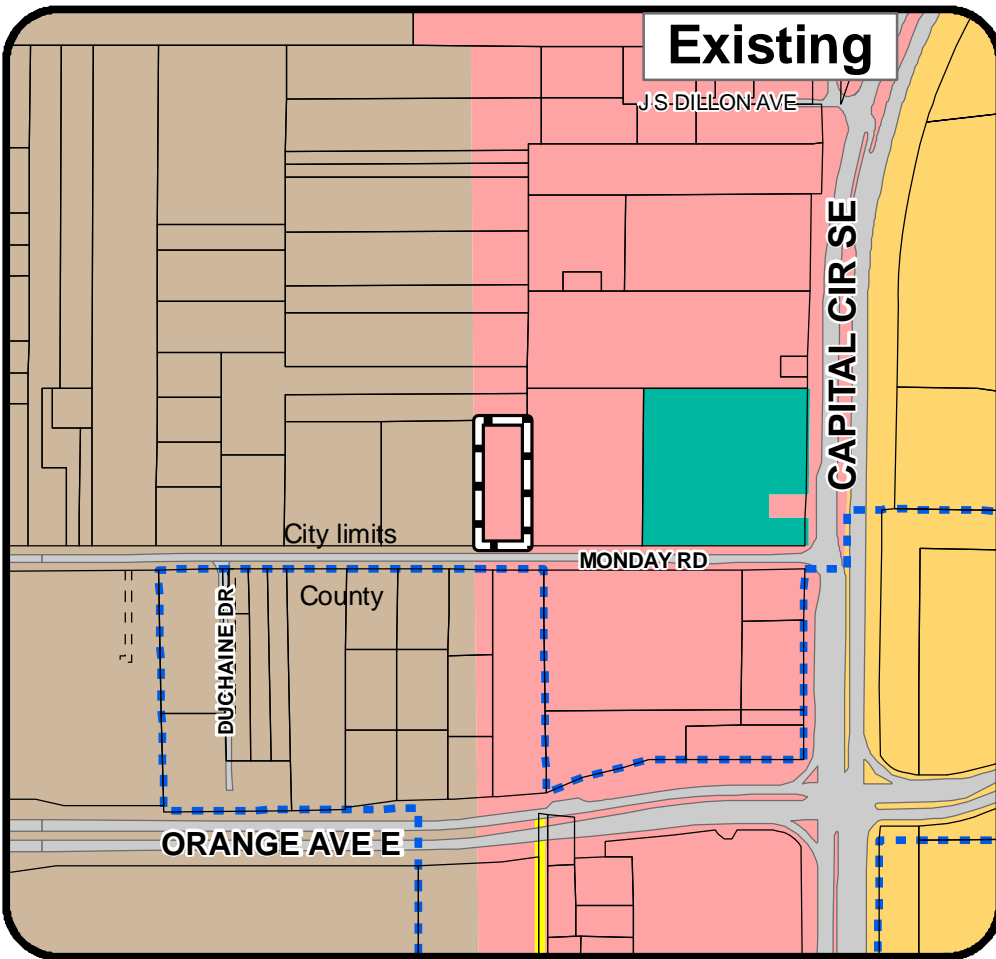 Existing
J S DILLON AVE
CAPITAL CIR SE
City limits
MONDAY RD
County
DUCHAINE DR
ORANGE AVE E